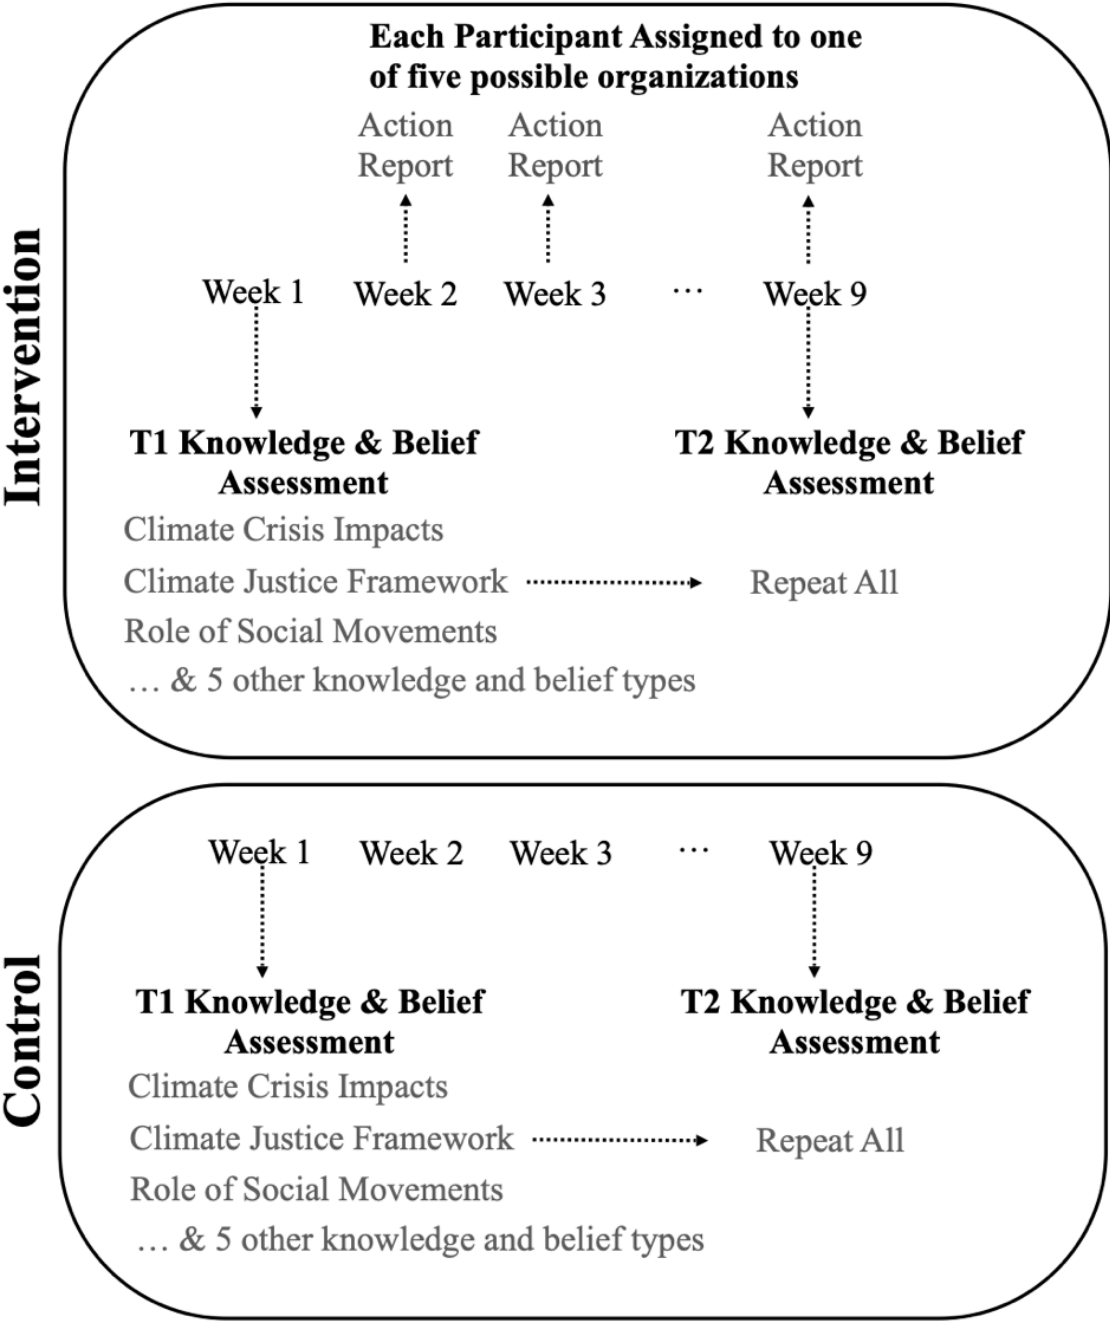 Intervention
Each Participant Assigned to one
of five possible organizations
Action Report
Action Report
Action Report
Week 1 Week 2 Week 3 ... Week 9
T1 Knowledge & Belief
Assessment
T2 Knowledge & Belief
Assessment
Climate Crisis Impacts
Climate Justice Framework
Repeat All
Role of Social Movements
... & 5 other knowledge and belief types
Control
Week 1 Week 2 Week 3 ... Week 9
T1 Knowledge & Belief
Assessment
T2 Knowledge & Belief
Assessment
Climate Crisis Impacts
Climate Justice Framework
Repeat All
Role of Social Movements
... & 5 other knowledge and belief types